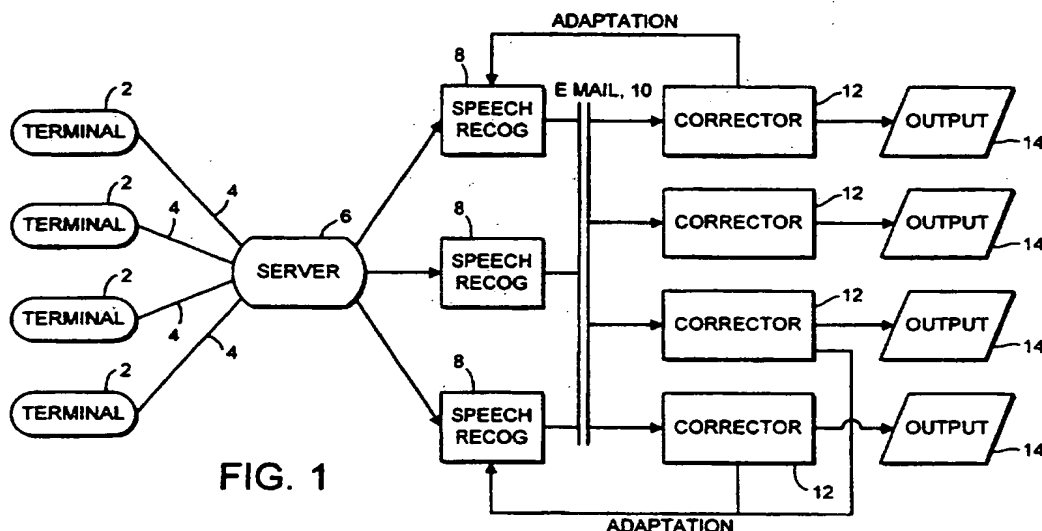 ADAPTATION
2
TERMINAL
2
TERMINAL
2
TERMINAL
2
TERMINAL
4
4
4
4
6
SERVER
8
SPEECH
RECOG
8
SPEECH
RECOG
8
SPEECH
RECOG
E MAIL, 10
12
CORRECTOR
12
CORRECTOR
12
CORRECTOR
CORRECTOR
12
OUTPUT
14
OUTPUT
14
OUTPUT
14
OUTPUT
14
FIG. 1
ADAPTATION